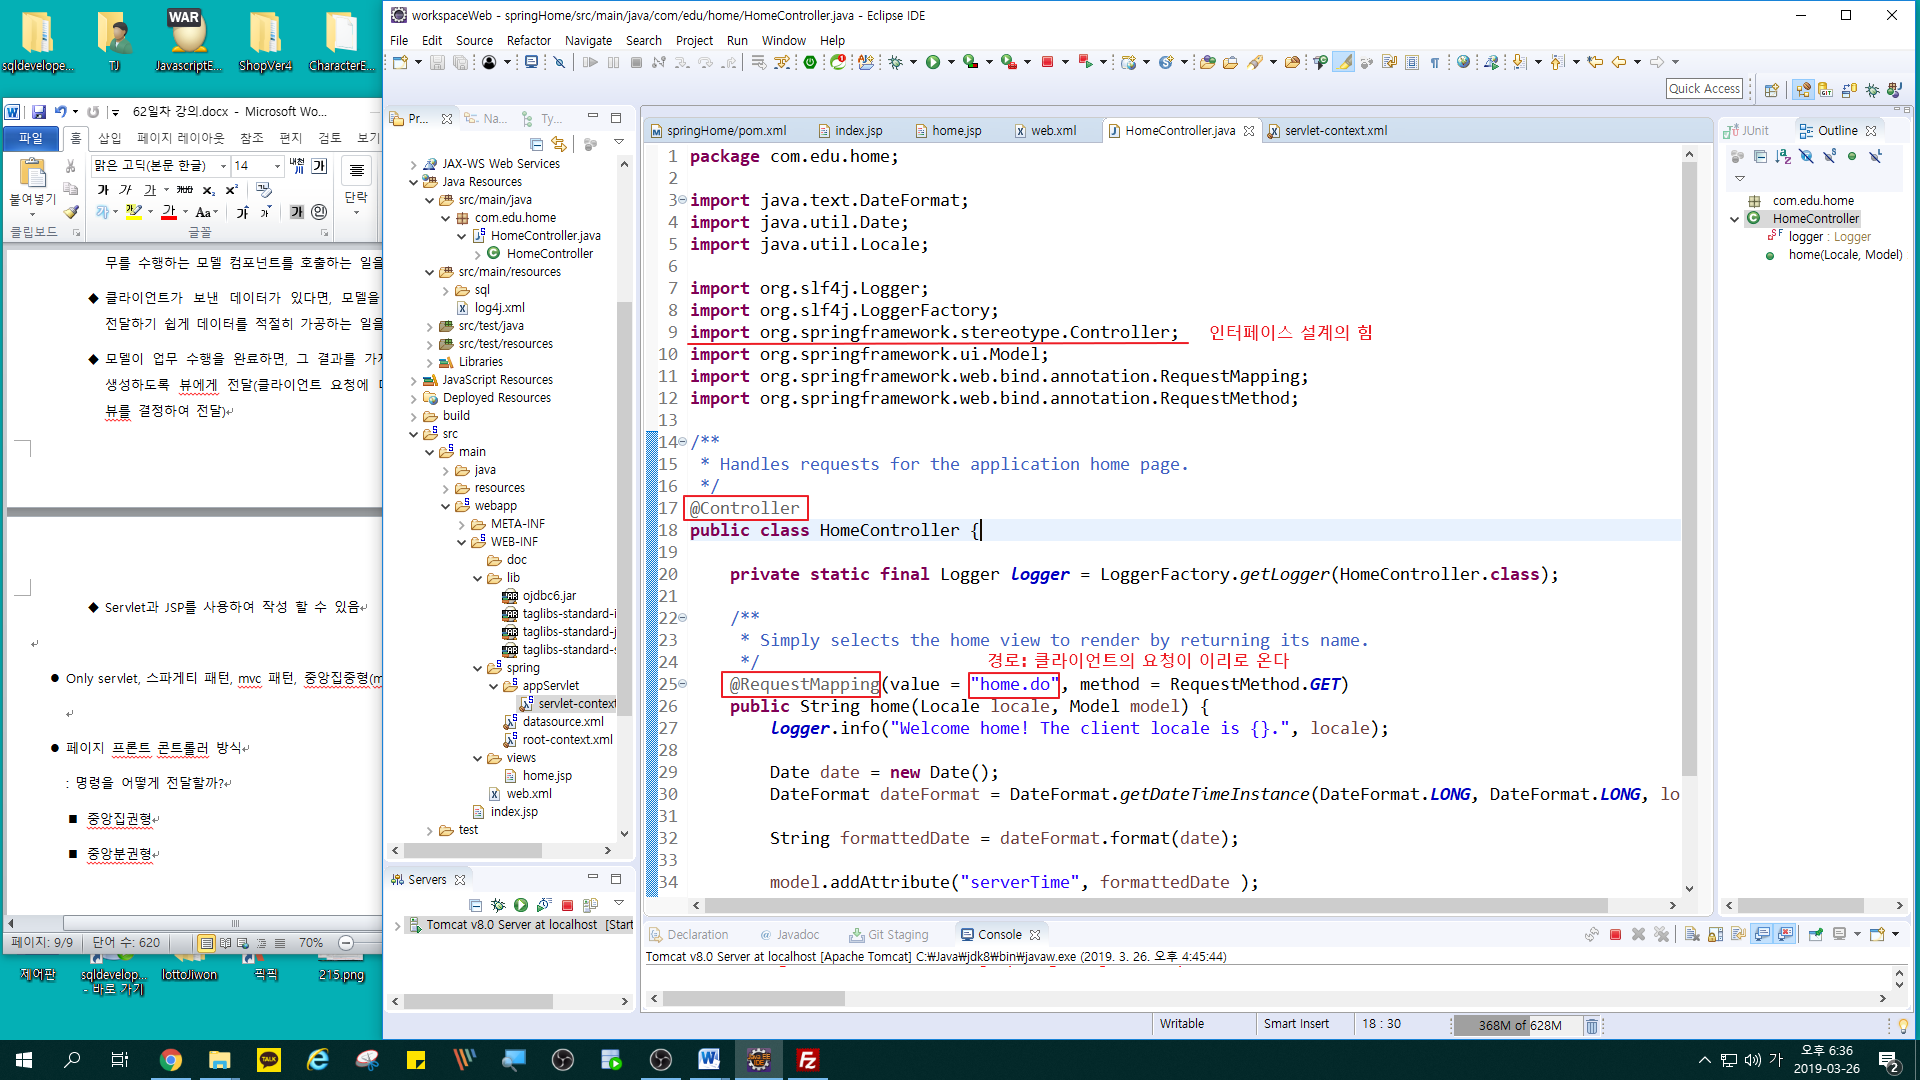 sqldevelope...
TJ
WAR
JavascriptE...
ShopVer4
CharacterE...
62일차 강의.docx - Microsoft Wo...
파일
홈
삽입
페이지 레이아웃
참조
편지
검토
보기
붙여넣기
맑은 고딕(본문 한글)
14
단락
클립보드
글꼴
무를 수행하는 모델 컴포넌트를 호출하는 일을
◆ 클라이언트가 보낸 데이터가 있다면, 모델을
전달하기 쉽게 데이터를 적절히 가공하는 일을
◆ 모델이 업무 수행을 완료하면, 그 결과를 가지
생성하도록 뷰에게 전달(클라이언트 요청에 대
뷰를 결정하여 전달)
◆ Servlet과 JSP를 사용하여 작성 할 수 있음
● Only servlet, 스파게티 패턴, mvc 패턴, 중앙집중형(m
● 페이지 프론트 콘트롤러 방식
: 명령을 어떻게 전달할까?
■ 중앙집권형
■ 중앙분권형
페이지: 9/9
단어 수: 620
70%
제어판
sqldevelop... - 바로 가기
lottoJiwon
픽픽
215.png
workspaceWeb - springHome/src/main/java/com/edu/home/HomeController.java - Eclipse IDE
File Edit Source Refactor Navigate Search Project Run Window Help
Quick Access
Pr...
Na...
Ty...
JAX-WS Web Services
Java Resources
src/main/java
com.edu.home
HomeController.java
HomeController
src/main/resources
sql
log4j.xml
src/test/java
src/test/resources
Libraries
JavaScript Resources
Deployed Resources
build
src
main
java
resources
webapp
META-INF
WEB-INF
doc
lib
ojdbc6.jar
taglibs-standard-i
taglibs-standard-j
taglibs-standard-s
spring
appServlet
servlet-context
datasource.xml
root-context.xml
views
home.jsp
web.xml
index.jsp
test
Servers
Tomcat v8.0 Server at localhost [Start
springHome/pom.xml
index.jsp
home.jsp
web.xml
HomeController.java
servlet-context.xml
1 package com.edu.home;
2
3 import java.text.DateFormat;
4 import java.util.Date;
5 import java.util.Locale;
6
7 import org.slf4j.Logger;
8 import org.slf4j.LoggerFactory;
9 import org.springframework.stereotype.Controller; 인터페이스 설계의 힘
10 import org.springframework.ui.Model;
11 import org.springframework.web.bind.annotation.RequestMapping;
12 import org.springframework.web.bind.annotation.RequestMethod;
13
14 /**
15 * Handles requests for the application home page.
16 */
17 @Controller
18 public class HomeController {
19
20 private static final Logger logger = LoggerFactory.getLogger(HomeController.class);
21
22 /**
23 * Simply selects the home view to render by returning its name.
24 */ 경로: 클라이언트의 요청이 이리로 온다
25 @RequestMapping(value = "home.do", method = RequestMethod.GET)
26 public String home(Locale locale, Model model) {
27 logger.info("Welcome home! The client locale is {}.", locale);
28
29 Date date = new Date();
30 DateFormat dateFormat = DateFormat.getDateTimeInstance(DateFormat.LONG, DateFormat.LONG, lo
31
32 String formattedDate = dateFormat.format(date);
33
34 model.addAttribute("serverTime", formattedDate );
JUnit
Outline
com.edu.home
HomeController
logger : Logger
home(Locale, Model)
Declaration
@ Javadoc
Git Staging
Console
Tomcat v8.0 Server at localhost [Apache Tomcat] C:￦Java￦jdk8￦bin￦javaw.exe (2019. 3. 26. 오후 4:45:44)
Writable
Smart Insert
18 : 30
368M of 628M
TALK
가
오후 6:36
2019-03-26
2